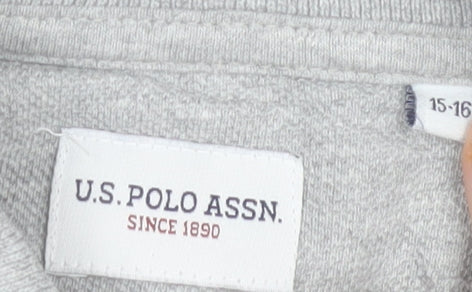 U.S. POLO ASSN.
SINCE 1890
15-16